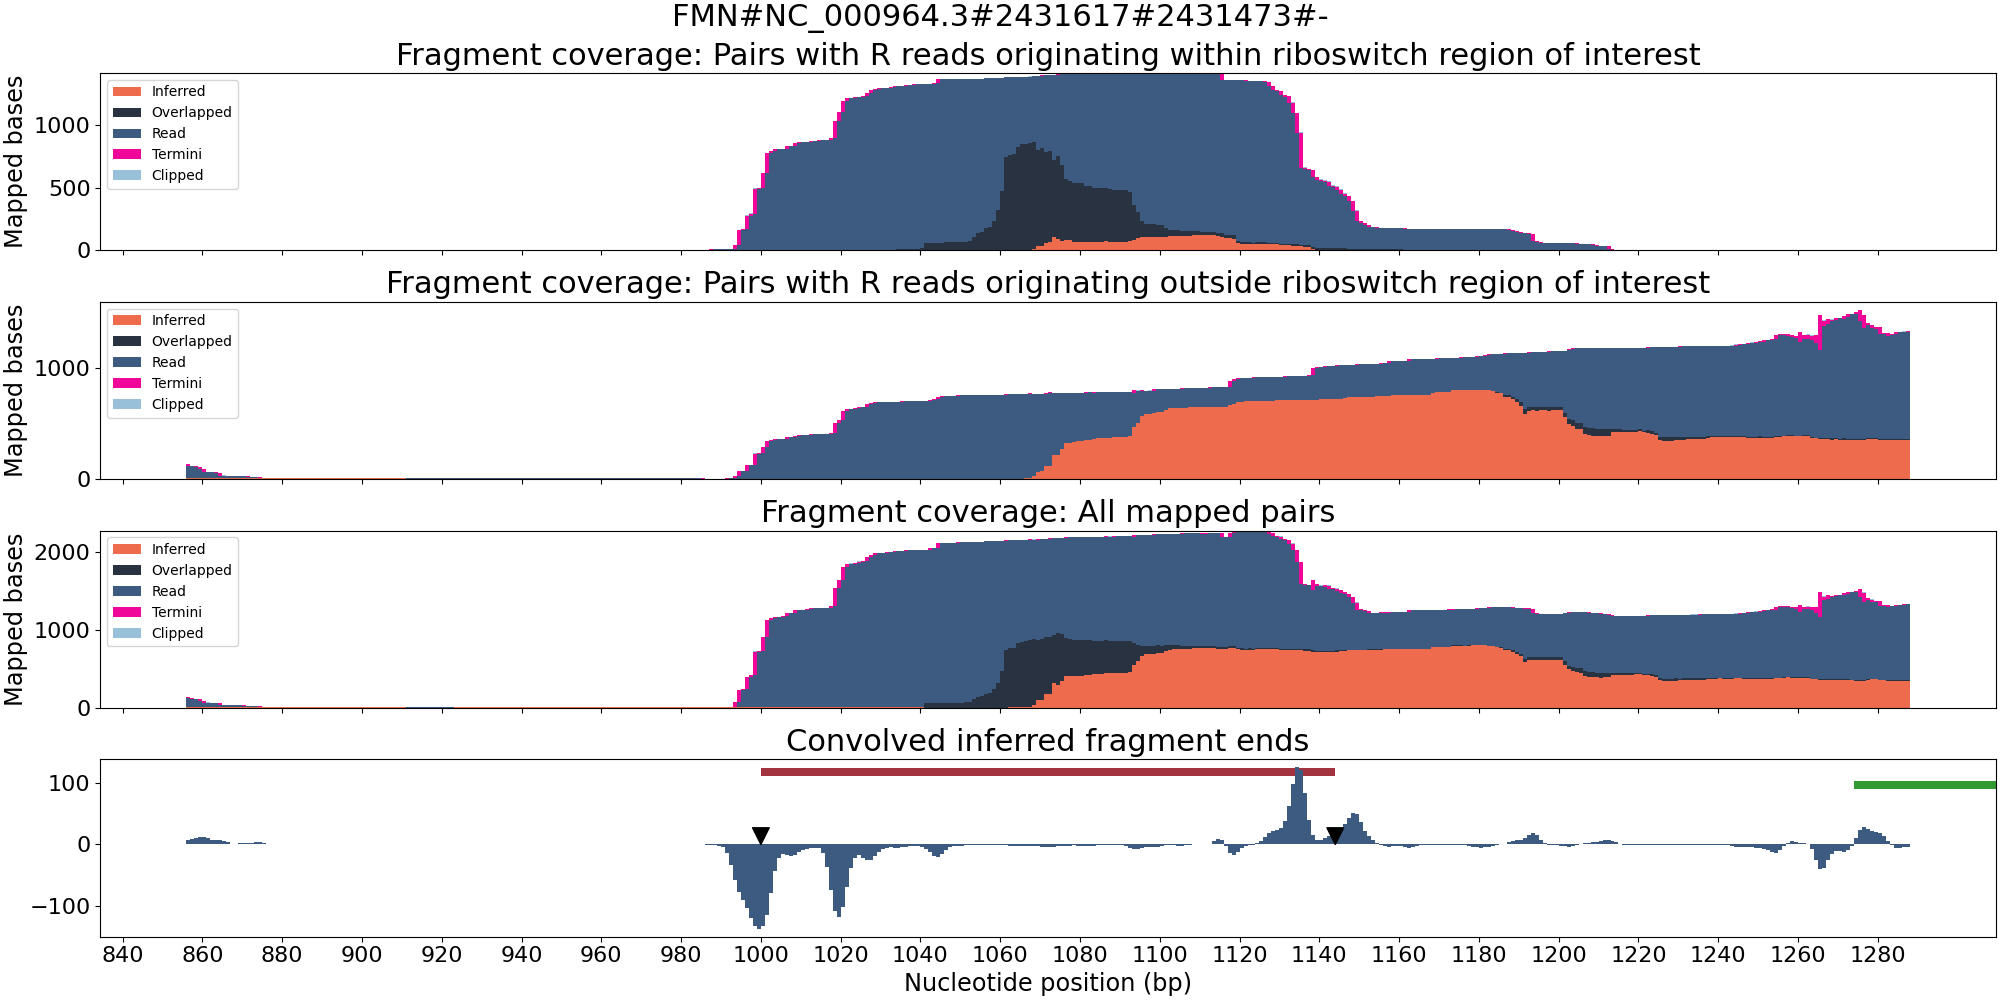 FMN#NC_000964.3#2431617#2431473#-
Fragment coverage: Pairs with R reads originating within riboswitch region of interest
Mapped bases
1000
500
0
Inferred
Overlapped
Read
Termini
Clipped
Fragment coverage: Pairs with R reads originating outside riboswitch region of interest
Mapped bases
1000
0
Inferred
Overlapped
Read
Termini
Clipped
Fragment coverage: All mapped pairs
Mapped bases
2000
1000
0
Inferred
Overlapped
Read
Termini
Clipped
Convolved inferred fragment ends
100
0
−100
840 860 880 900 920 940 960 980 1000 1020 1040 1060 1080 1100 1120 1140 1160 1180 1200 1220 1240 1260 1280
Nucleotide position (bp)